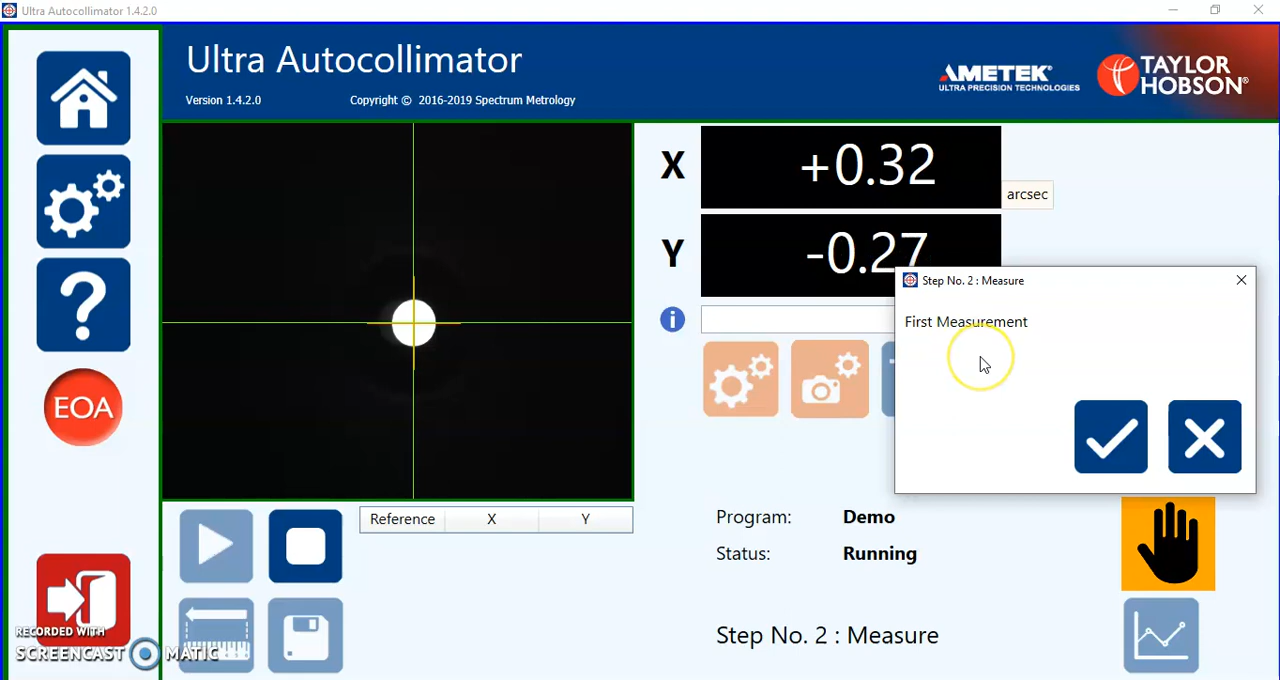 Ultra Autocollimator 1.4.2.0
Ultra Autocollimator
Version 1.4.2.0
Copyright © 2016-2019 Spectrum Metrology
AMETEK®
ULTRA PRECISION TECHNOLOGIES
TAYLOR
HOBSON®
X
+0.32
arcsec
Y
-0.27
Step No. 2 : Measure
First Measurement
EOA
Reference
X
Y
Program:
Demo
Status:
Running
Step No. 2 : Measure
RECORDED WITH
SCREENCAST
MATIC